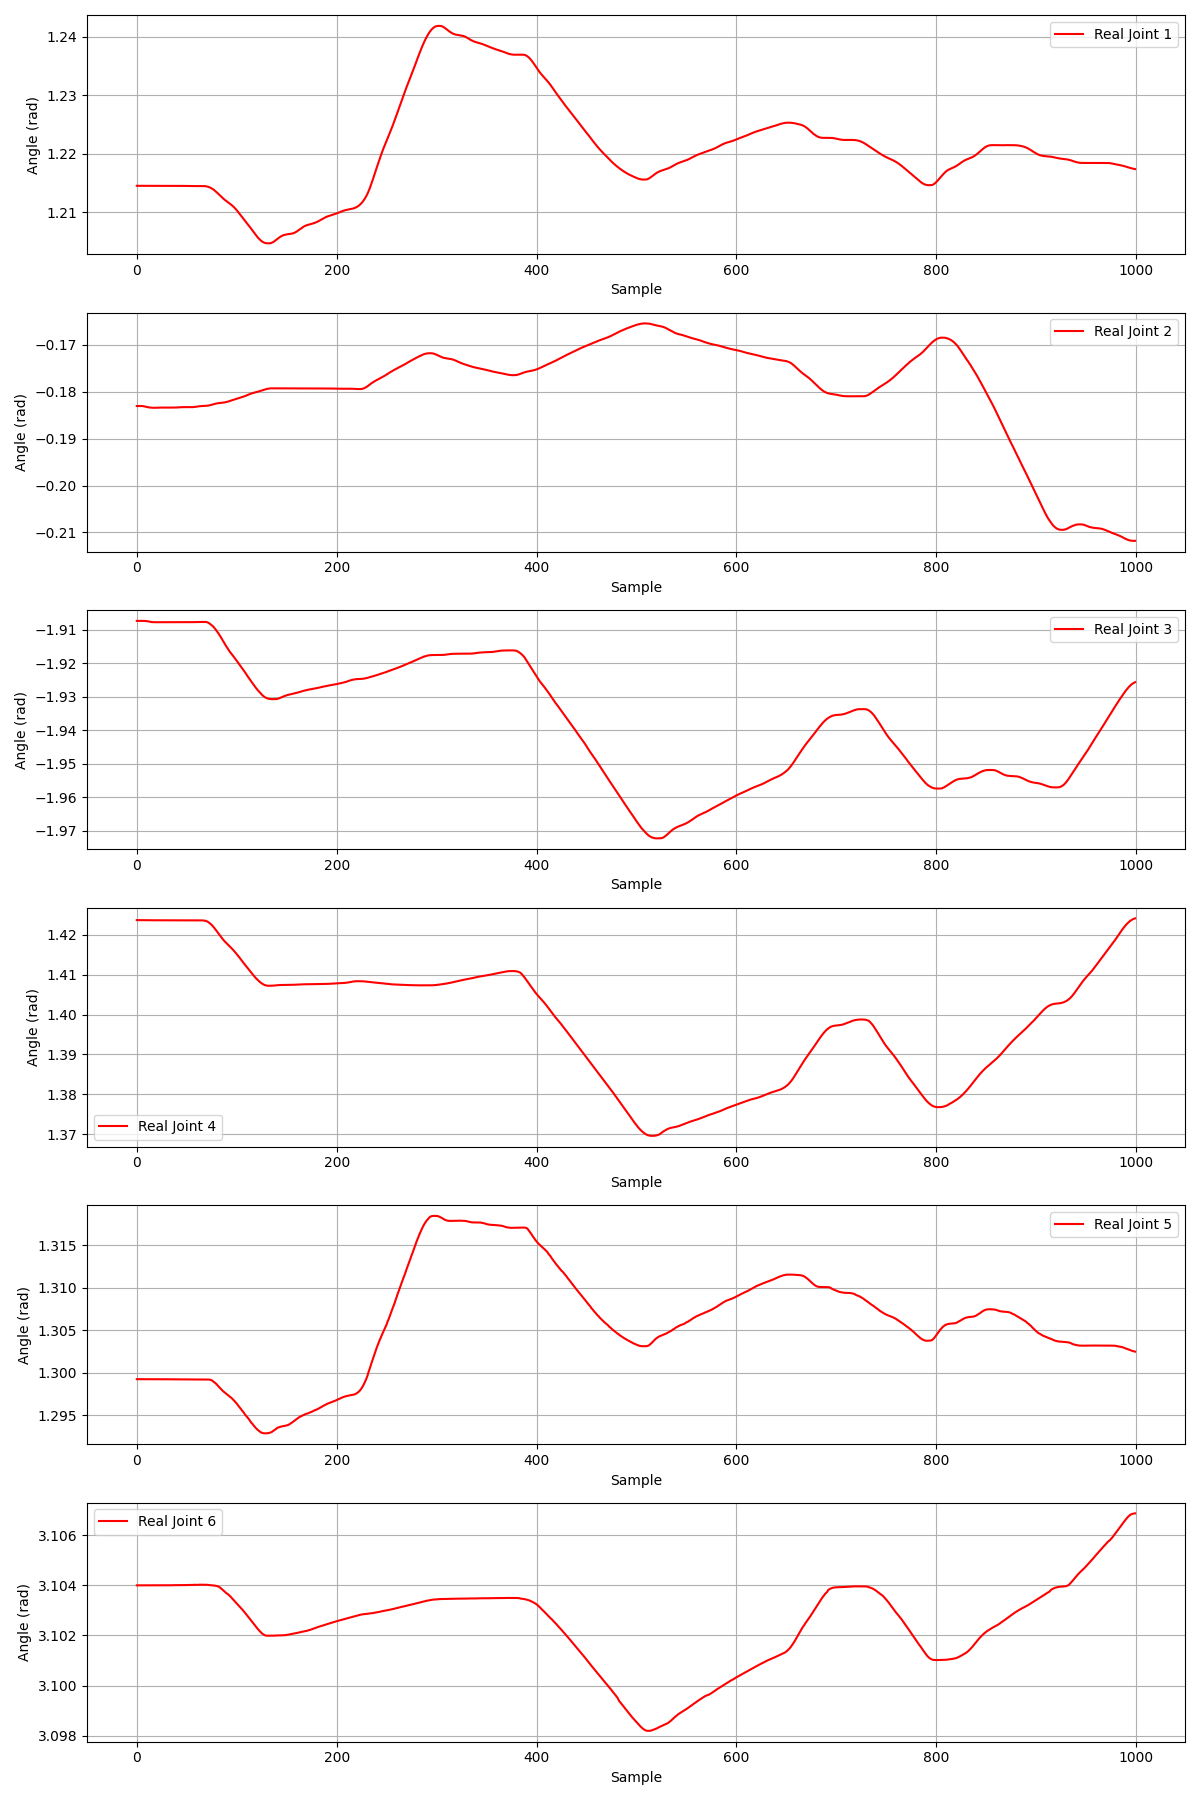 Real Joint 1
Angle (rad)
1.24
1.23
1.22
1.21
0 200 400 600 800 1000
Sample
Real Joint 2
Angle (rad)
−0.17
−0.18
−0.19
−0.20
−0.21
0 200 400 600 800 1000
Sample
Real Joint 3
Angle (rad)
−1.91
−1.92
−1.93
−1.94
−1.95
−1.96
−1.97
0 200 400 600 800 1000
Sample
Angle (rad)
1.42
1.41
1.40
1.39
1.38
1.37
Real Joint 4
0 200 400 600 800 1000
Sample
Real Joint 5
Angle (rad)
1.315
1.310
1.305
1.300
1.295
0 200 400 600 800 1000
Sample
Real Joint 6
Angle (rad)
3.106
3.104
3.102
3.100
3.098
0 200 400 600 800 1000
Sample